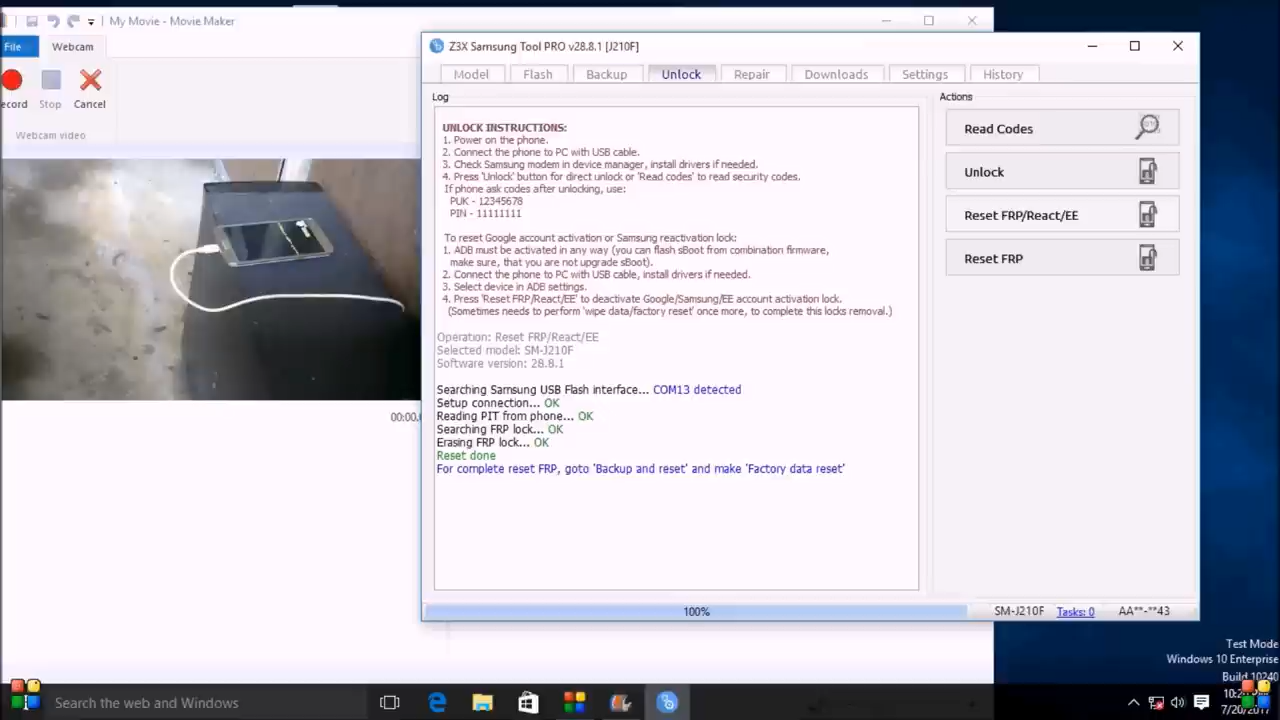 My Movie - Movie Maker
File
Webcam
ecord
Stop
Cancel
Webcam video
00:00.
Z3X Samsung Tool PRO v28.8.1 [J210F]
Model
Flash
Backup
Unlock
Repair
Downloads
Settings
History
Log
UNLOCK INSTRUCTIONS:
1. Power on the phone.
2. Connect the phone to PC with USB cable.
3. Check Samsung modem in device manager, install drivers if needed.
4. Press 'Unlock' button for direct unlock or 'Read codes' to read security codes.
If phone ask codes after unlocking, use:
PUK - 12345678
PIN - 11111111
To reset Google account activation or Samsung reactivation lock:
1. ADB must be activated in any way (you can flash sBoot from combination firmware,
make sure, that you are not upgrade sBoot).
2. Connect the phone to PC with USB cable, install drivers if needed.
3. Select device in ADB settings.
4. Press 'Reset FRP/React/EE' to deactivate Google/Samsung/EE account activation lock.
(Sometimes needs to perform 'wipe data/factory reset' once more, to complete this locks removal.)
Operation: Reset FRP/React/EE
Selected model: SM-J210F
Software version: 28.8.1
Searching Samsung USB Flash interface... COM13 detected
Setup connection... OK
Reading PIT from phone... OK
Searching FRP lock... OK
Erasing FRP lock... OK
Reset done
For complete reset FRP, goto 'Backup and reset' and make 'Factory data reset'
Actions
Read Codes
Unlock
Reset FRP/React/EE
Reset FRP
100%
SM-J210F
Tasks: 0
AA**-**43
Test Mode
Windows 10 Enterprise
Build 10240
Search the web and Windows
7/20/2017